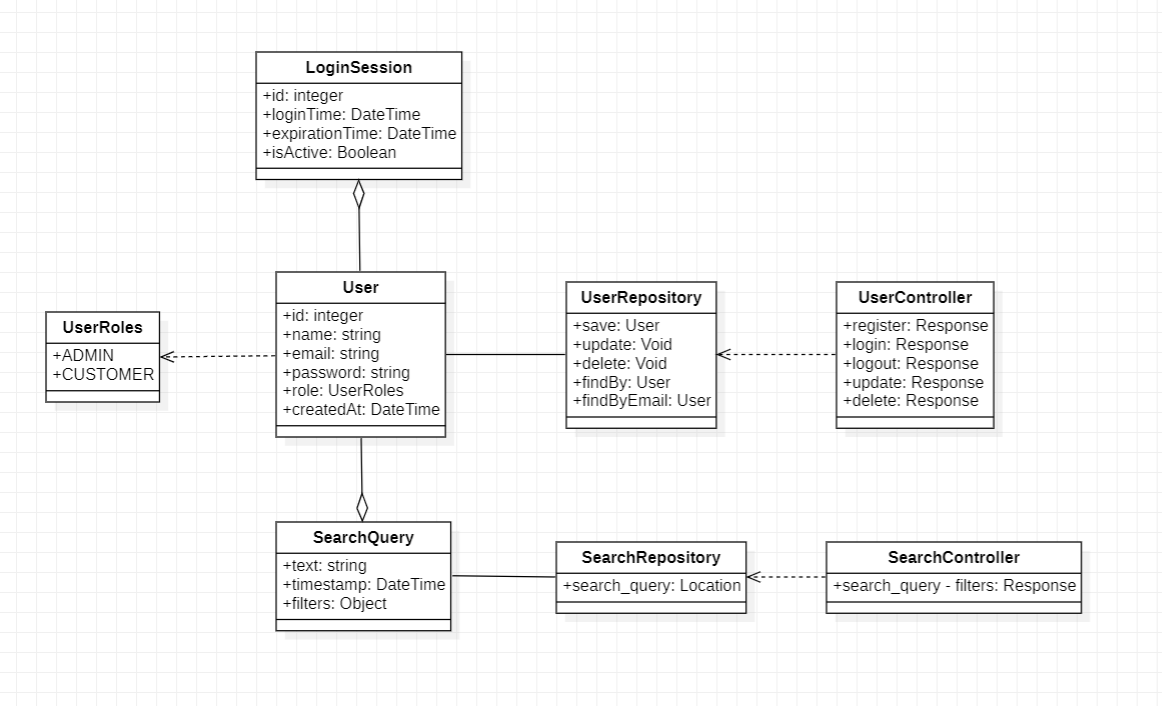 LoginSession
+id: integer
+loginTime: DateTime
+expirationTime: DateTime
+isActive: Boolean
UserRoles
+ADMIN
+CUSTOMER
User
+id: integer
+name: string
+email: string
+password: string
+role: UserRoles
+createdAt: DateTime
UserRepository
+save: User
+update: Void
+delete: Void
+findBy: User
+findByEmail: User
UserController
+register: Response
+login: Response
+logout: Response
+update: Response
+delete: Response
SearchQuery
+text: string
+timestamp: DateTime
+filters: Object
SearchRepository
+search_query: Location
SearchController
+search_query - filters: Response